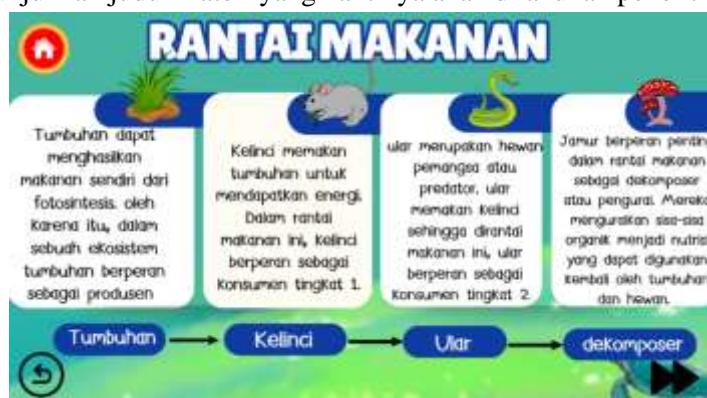 RANTAI MAKANAN
Tumbuhan dapat
menghasilkan
makanan sendiri dari
fotosintesis. oleh
karena itu, dalam
sebuah ekosistem
tumbuhan berperan
sebagai produsen
Kelinci memakan
tumbuhan untuk
mendapatkan energi.
Dalam rantai
makanan ini, kelinci
berperan sebagai
konsumen tingkat 1.
ular merupakan hewan
pemangsa atau
predator, ular
memakan kelinci
sehingga dirantai
makanan ini, ular
berperan sebagai
konsumen tingkat 2
Jamur berperan penting
dalam rantai makanan
sebagai dekomposer
atau pengurai. Mereka
menguraikan sisa-sisa
organik menjadi nutrisi
yang dapat digunakan
kembali oleh tumbuhan
dan hewan.
Tumbuhan
Kelinci
Ular
dekomposer